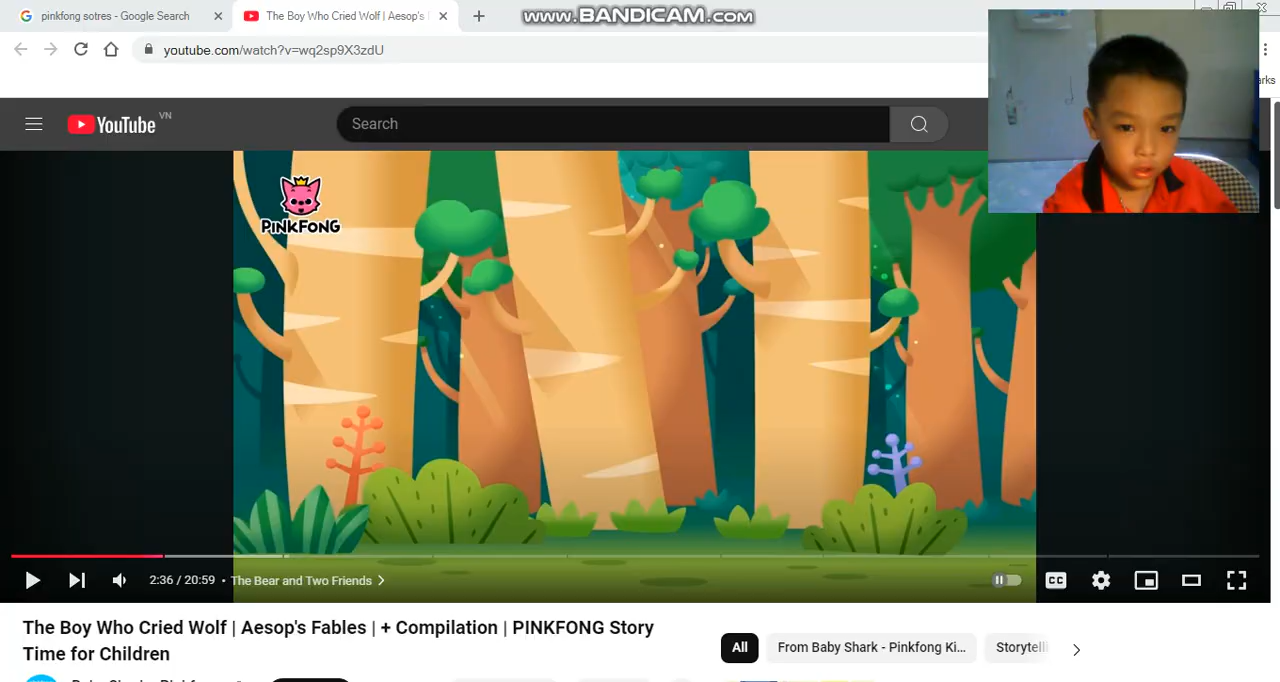 pinkfong sotres - Google Search
The Boy Who Cried Wolf | Aesop's
www.BANDICAM.com
youtube.com/watch?v=wq2sp9X3zdU
YouTube VN
Search
PINKFONG
2:36 / 20:59 • The Bear and Two Friends
CC
The Boy Who Cried Wolf | Aesop's Fables | + Compilation | PINKFONG Story
Time for Children
All
From Baby Shark - Pinkfong Ki...